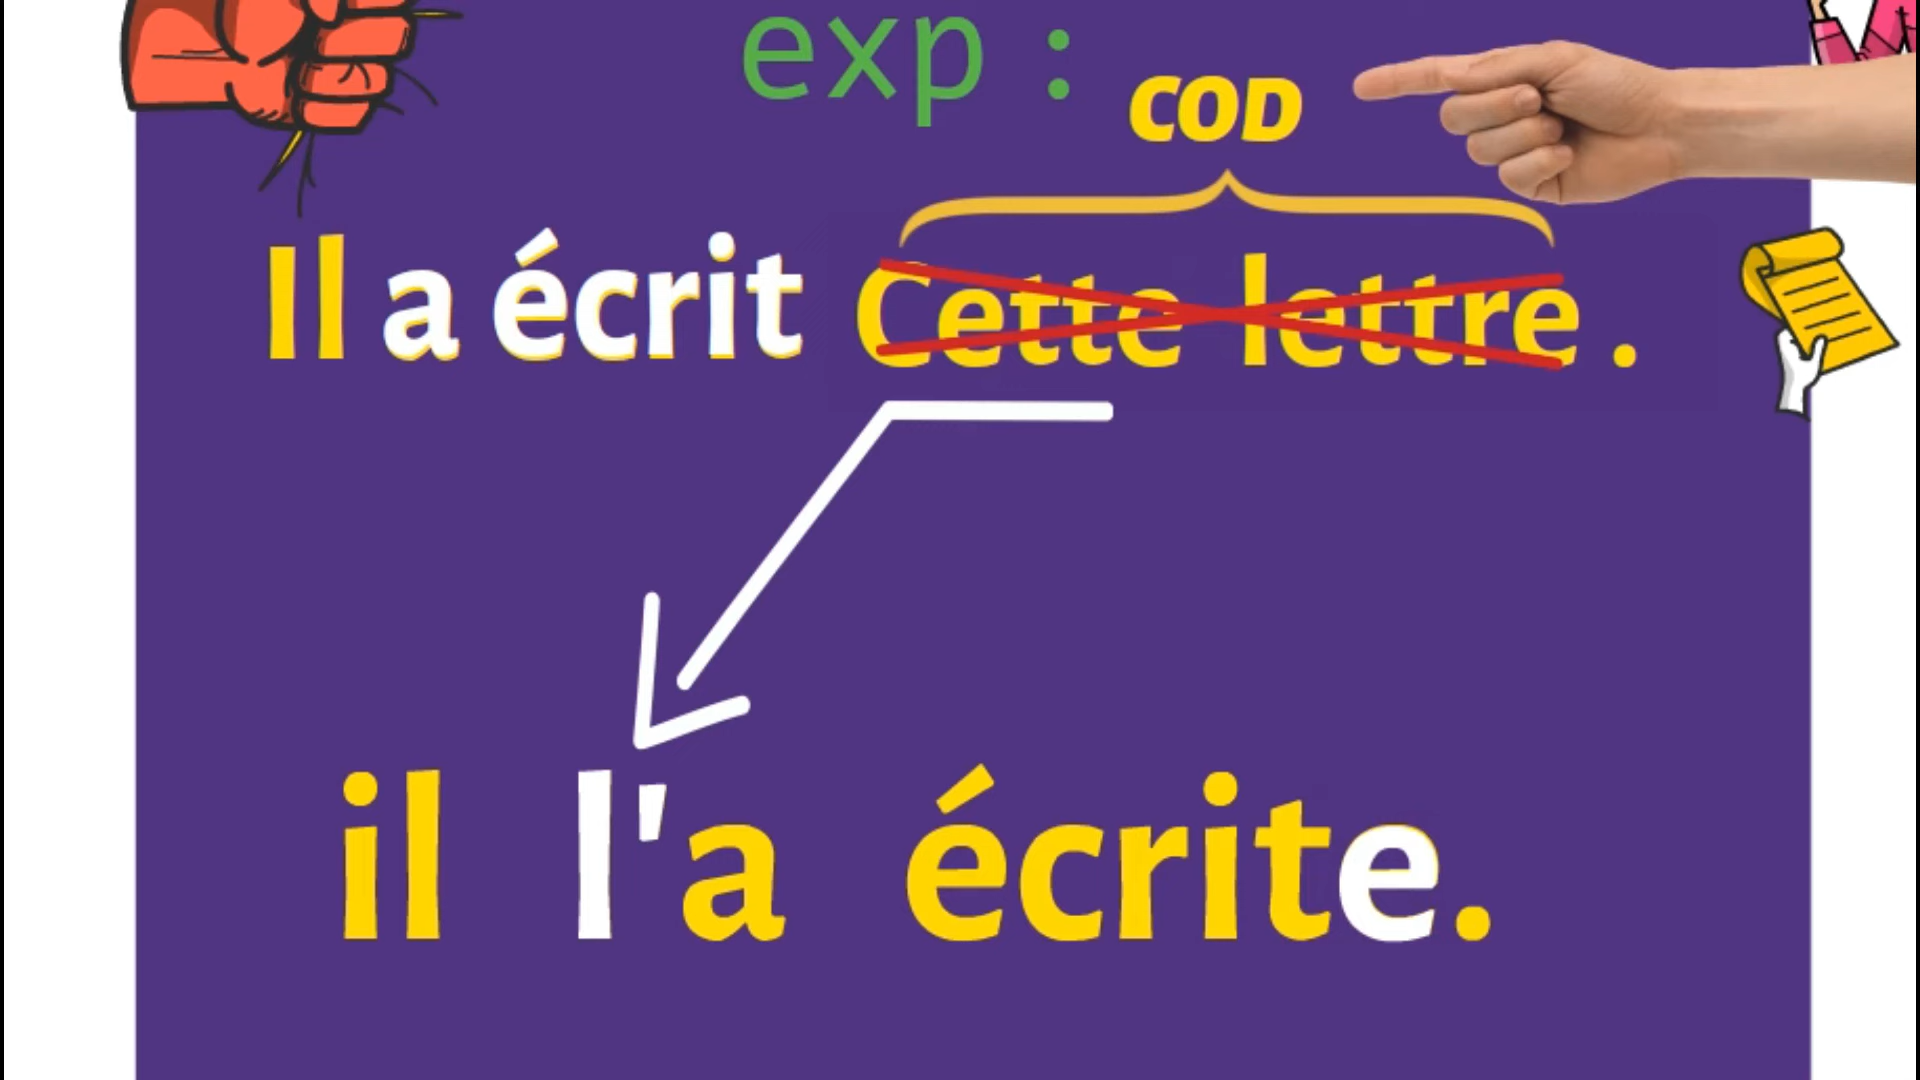 exp :
COD
Il a écrit Cette lettre .
il l'a écrite.